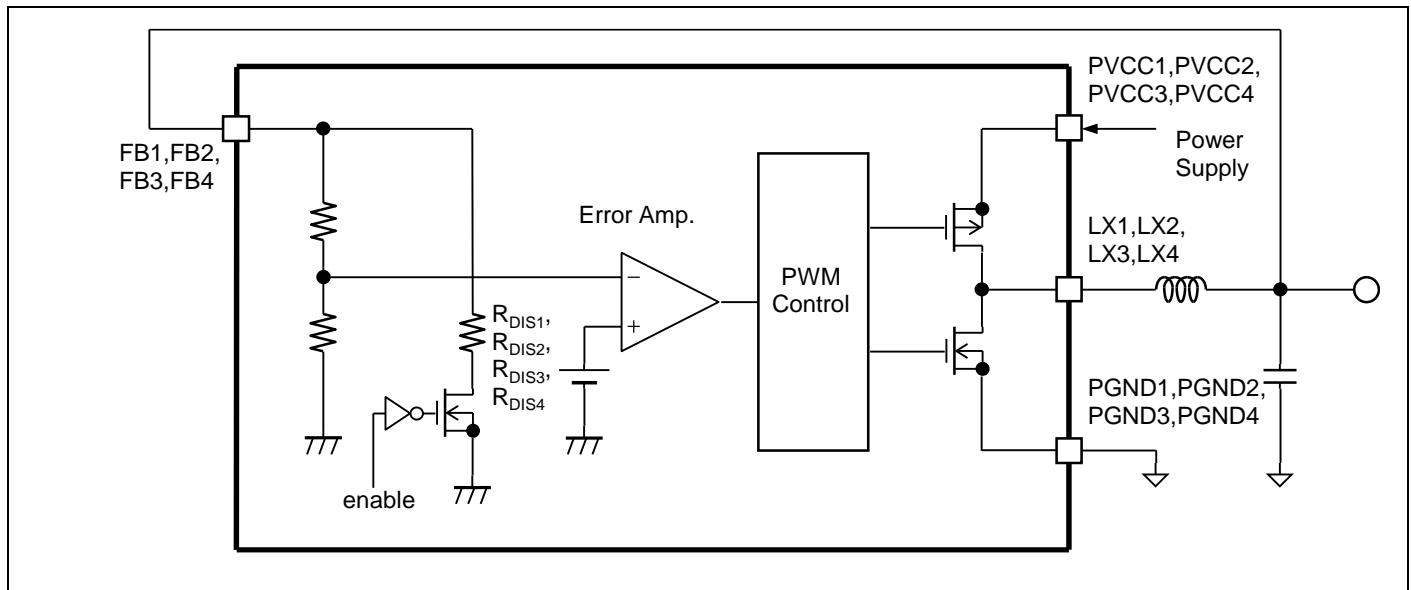 PVCC1,PVCC2,
PVCC3,PVCC4
Power
Supply
FB1,FB2,
FB3,FB4
Error Amp.
LX1,LX2,
LX3,LX4
−
+
PWM
Control
RDIS1,
RDIS2,
RDIS3,
RDIS4
PGND1,PGND2,
PGND3,PGND4
enable